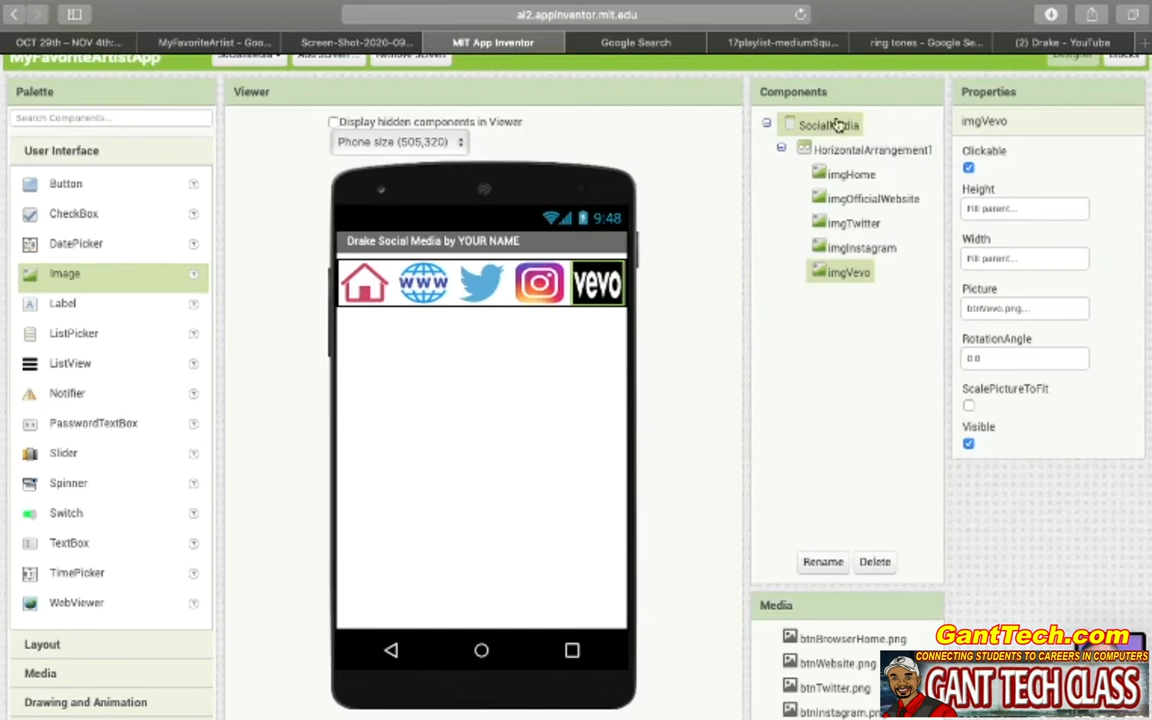 ai2.appinventor.mit.edu
OCT 29th – NOV 4th:...
MyFavoriteArtist – Goo...
Screen-Shot-2020-09...
MIT App Inventor
Google Search
17playlist-mediumSqu...
ring tones - Google Se...
(2) Drake - YouTube
MyFavoriteArtistApp
Palette
Search Components...
User Interface
Button
CheckBox
DatePicker
Image
Label
ListPicker
ListView
Notifier
PasswordTextBox
Slider
Spinner
Switch
TextBox
TimePicker
WebViewer
Layout
Media
Drawing and Animation
Viewer
Display hidden components in Viewer
Phone size (505,320)
9:48
Drake Social Media by YOUR NAME
www
vevo
Components
SocialMedia
HorizontalArrangement1
imgHome
imgOfficialWebsite
imgTwitter
imgInstagram
imgVevo
Rename
Delete
Media
btnBrowserHome.png
btnWebsite.png
btnTwitter.png
btnInstagram.png
Properties
imgVevo
Clickable
Height
Fill parent...
Width
Fill parent...
Picture
btnVevo.png...
RotationAngle
0.0
ScalePictureToFit
Visible
GantTech.com
CONNECTING STUDENTS TO CAREERS IN COMPUTERS
GANT TECH CLASS